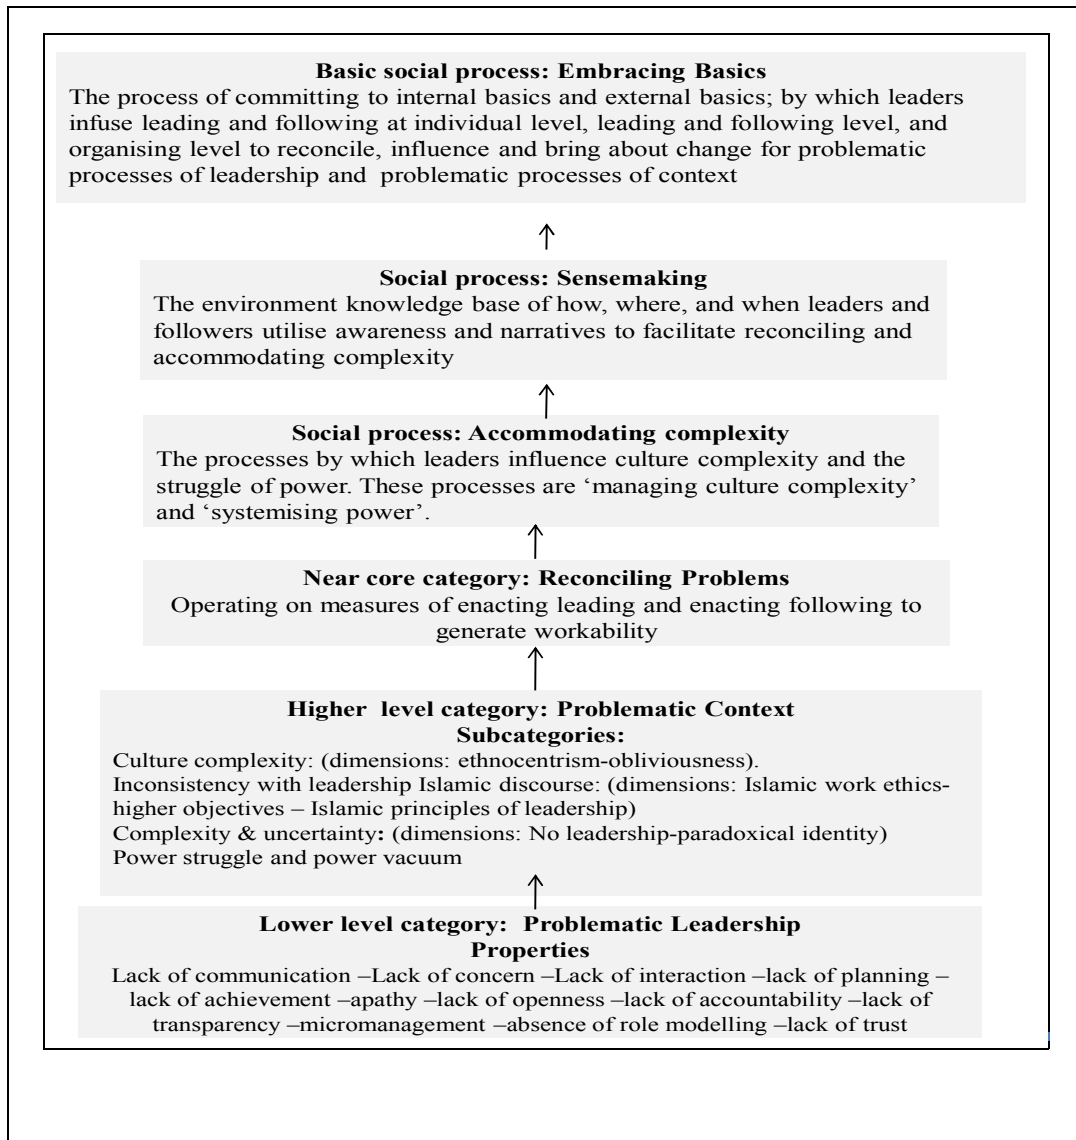 Basic social process: Embracing Basics
The process of committing to internal basics and external basics; by which leaders
infuse leading and following at individual level, leading and following level, and
organising level to reconcile, influence and bring about change for problematic
processes of leadership and problematic processes of context
Social process: Sensemaking
The environment knowledge base of how, where, and when leaders and
followers utilise awareness and narratives to facilitate reconciling and
accommodating complexity
Social process: Accommodating complexity
The processes by which leaders influence culture complexity and the
struggle of power. These processes are ‘managing culture complexity’
and ‘systemising power’.
Near core category: Reconciling Problems
Operating on measures of enacting leading and enacting following to
generate workability
Higher level category: Problematic Context
Subcategories:
Culture complexity: (dimensions: ethnocentrism-obliviousness).
Inconsistency with leadership Islamic discourse: (dimensions: Islamic work ethics-
higher objectives – Islamic principles of leadership)
Complexity & uncertainty: (dimensions: No leadership-paradoxical identity)
Power struggle and power vacuum
Lower level category: Problematic Leadership
Properties
Lack of communication –Lack of concern –Lack of interaction –lack of planning –
lack of achievement –apathy –lack of openness –lack of accountability –lack of
transparency –micromanagement –absence of role modelling –lack of trust